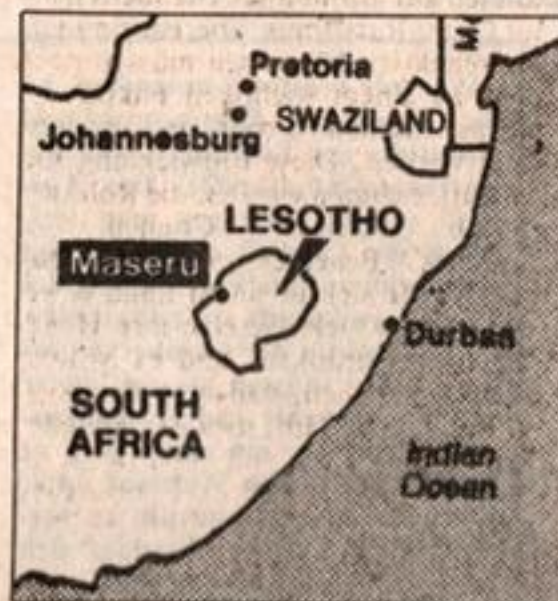 Pretoria
Johannesburg
SWAZILAND
LESOTHO
Maseru
Durban
SOUTH
AFRICA
Indian
Ocean